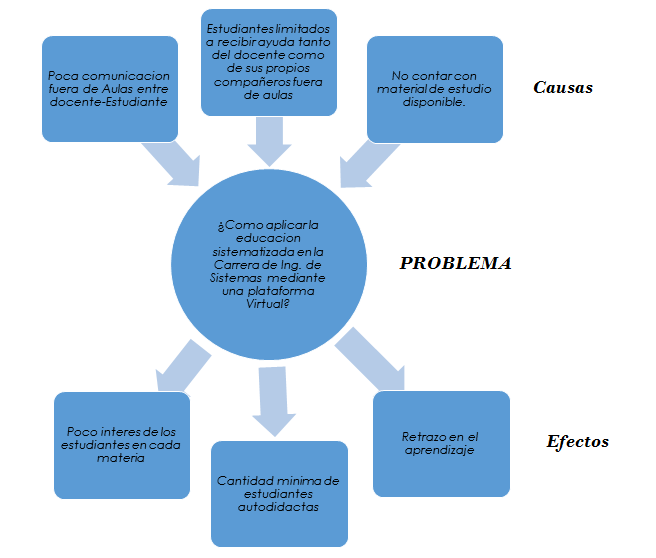 Poca comunicacion
fuera de Aulas entre
docente-Estudiante
Estudiantes limitados
a recibir ayuda tanto
del docente como
de sus propios
compañeros fuera
de aulas
No contar con
material de estudio
disponible.
Causas
¿Como aplicar la
educacion
sistematizada en la
Carrera de Ing. de
Sistemas mediante
una plataforma
Virtual?
PROBLEMA
Poco interes de los
estudiantes en cada
materia
Cantidad minima de
estudiantes
autodidactas
Retrazo en el
aprendizaje
Efectos